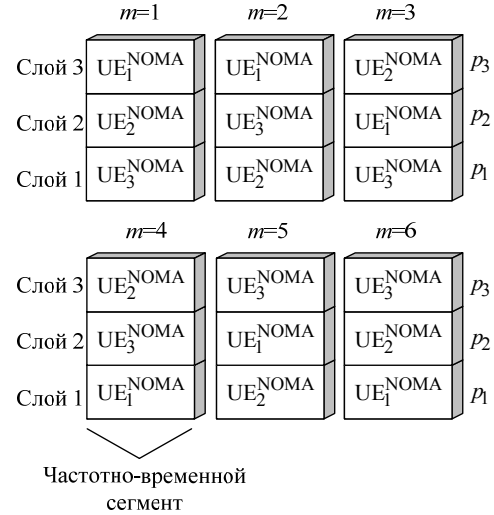 m=1 m=2 m=3
Слой 3 UE₁ᴺᴼᴹᴬ UE₁ᴺᴼᴹᴬ UE₂ᴺᴼᴹᴬ p₃
Слой 2 UE₂ᴺᴼᴹᴬ UE₃ᴺᴼᴹᴬ UE₁ᴺᴼᴹᴬ p₂
Слой 1 UE₃ᴺᴼᴹᴬ UE₂ᴺᴼᴹᴬ UE₃ᴺᴼᴹᴬ p₁
m=4 m=5 m=6
Слой 3 UE₂ᴺᴼᴹᴬ UE₃ᴺᴼᴹᴬ UE₃ᴺᴼᴹᴬ p₃
Слой 2 UE₃ᴺᴼᴹᴬ UE₁ᴺᴼᴹᴬ UE₂ᴺᴼᴹᴬ p₂
Слой 1 UE₁ᴺᴼᴹᴬ UE₂ᴺᴼᴹᴬ UE₁ᴺᴼᴹᴬ p₁
Частотно-временной
сегмент